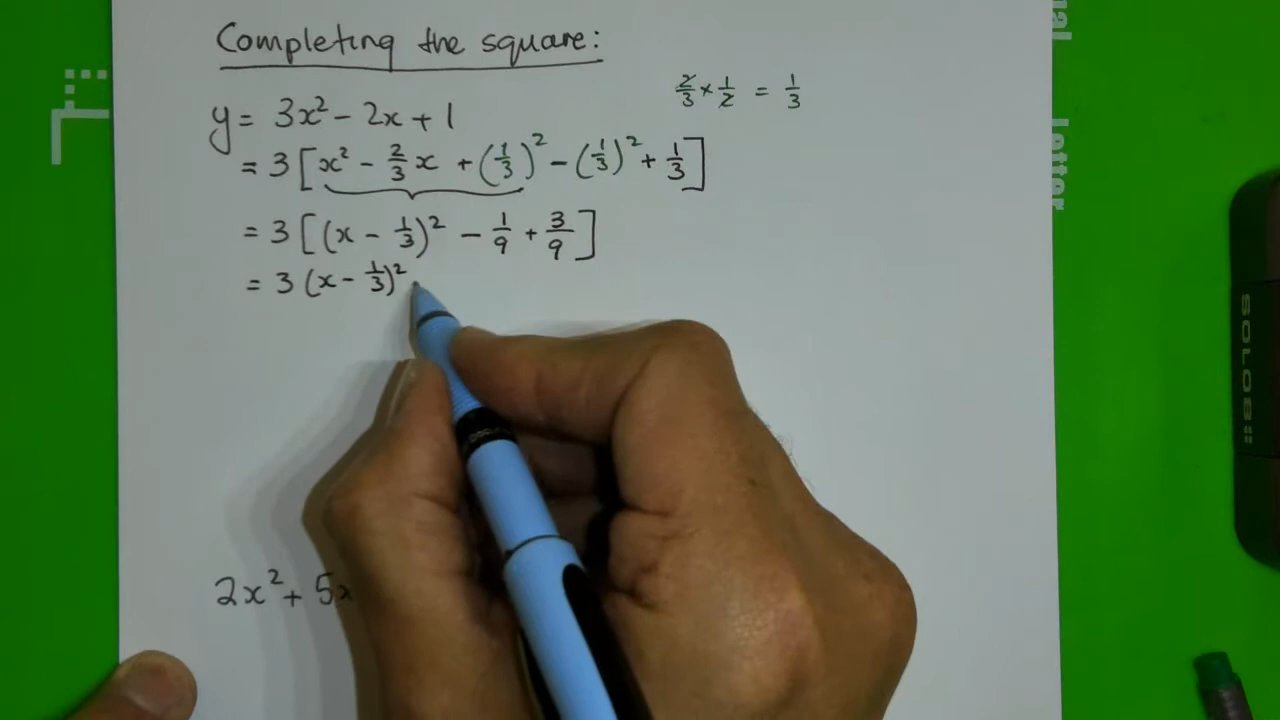 Completing the square:
2/3 × 1/2 = 1/3
y = 3x² - 2x + 1
= 3[x² - 2/3 x + (1/3)² - (1/3)² + 1/3]
= 3[(x - 1/3)² - 1/9 + 3/9]
= 3(x - 1/3)²
2x² + 5x
letter
SOLO